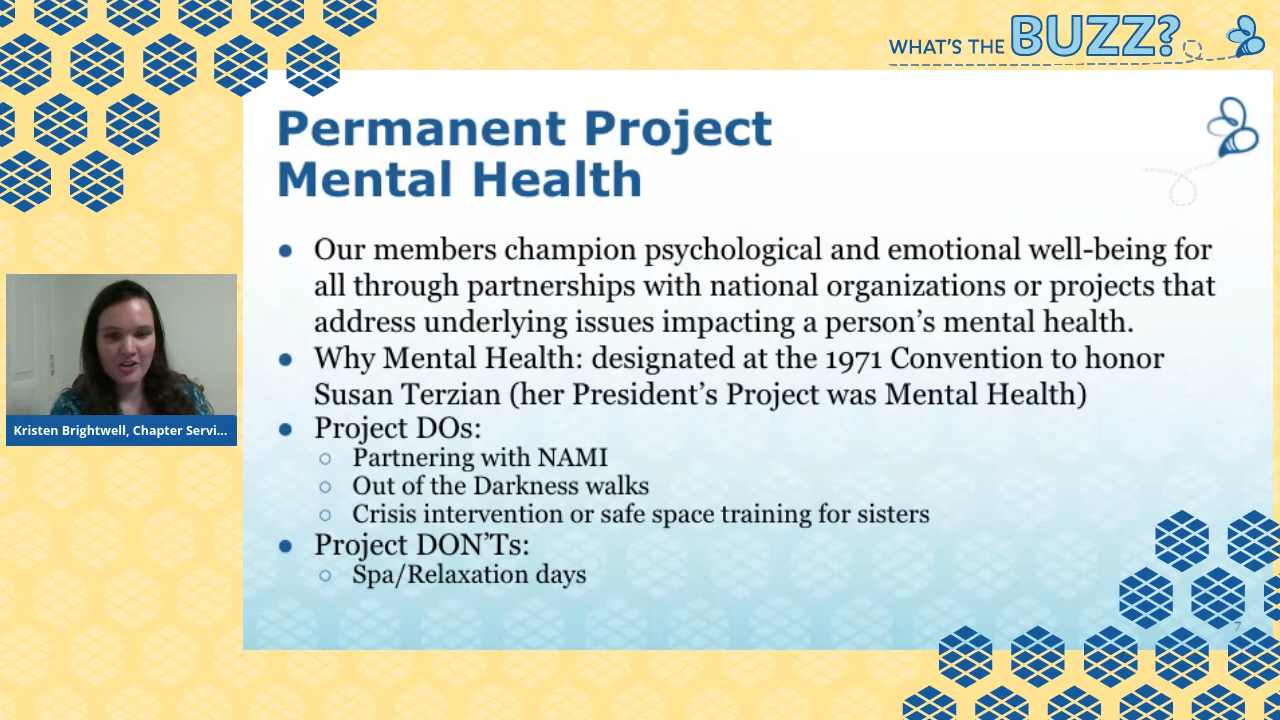 WHAT'S THE BUZZ?
Permanent Project
Mental Health
● Our members champion psychological and emotional well-being for
all through partnerships with national organizations or projects that
address underlying issues impacting a person’s mental health.
● Why Mental Health: designated at the 1971 Convention to honor
Susan Terzian (her President’s Project was Mental Health)
● Project DOs:
○ Partnering with NAMI
○ Out of the Darkness walks
○ Crisis intervention or safe space training for sisters
● Project DON’Ts:
○ Spa/Relaxation days
Kristen Brightwell, Chapter Servi...
7